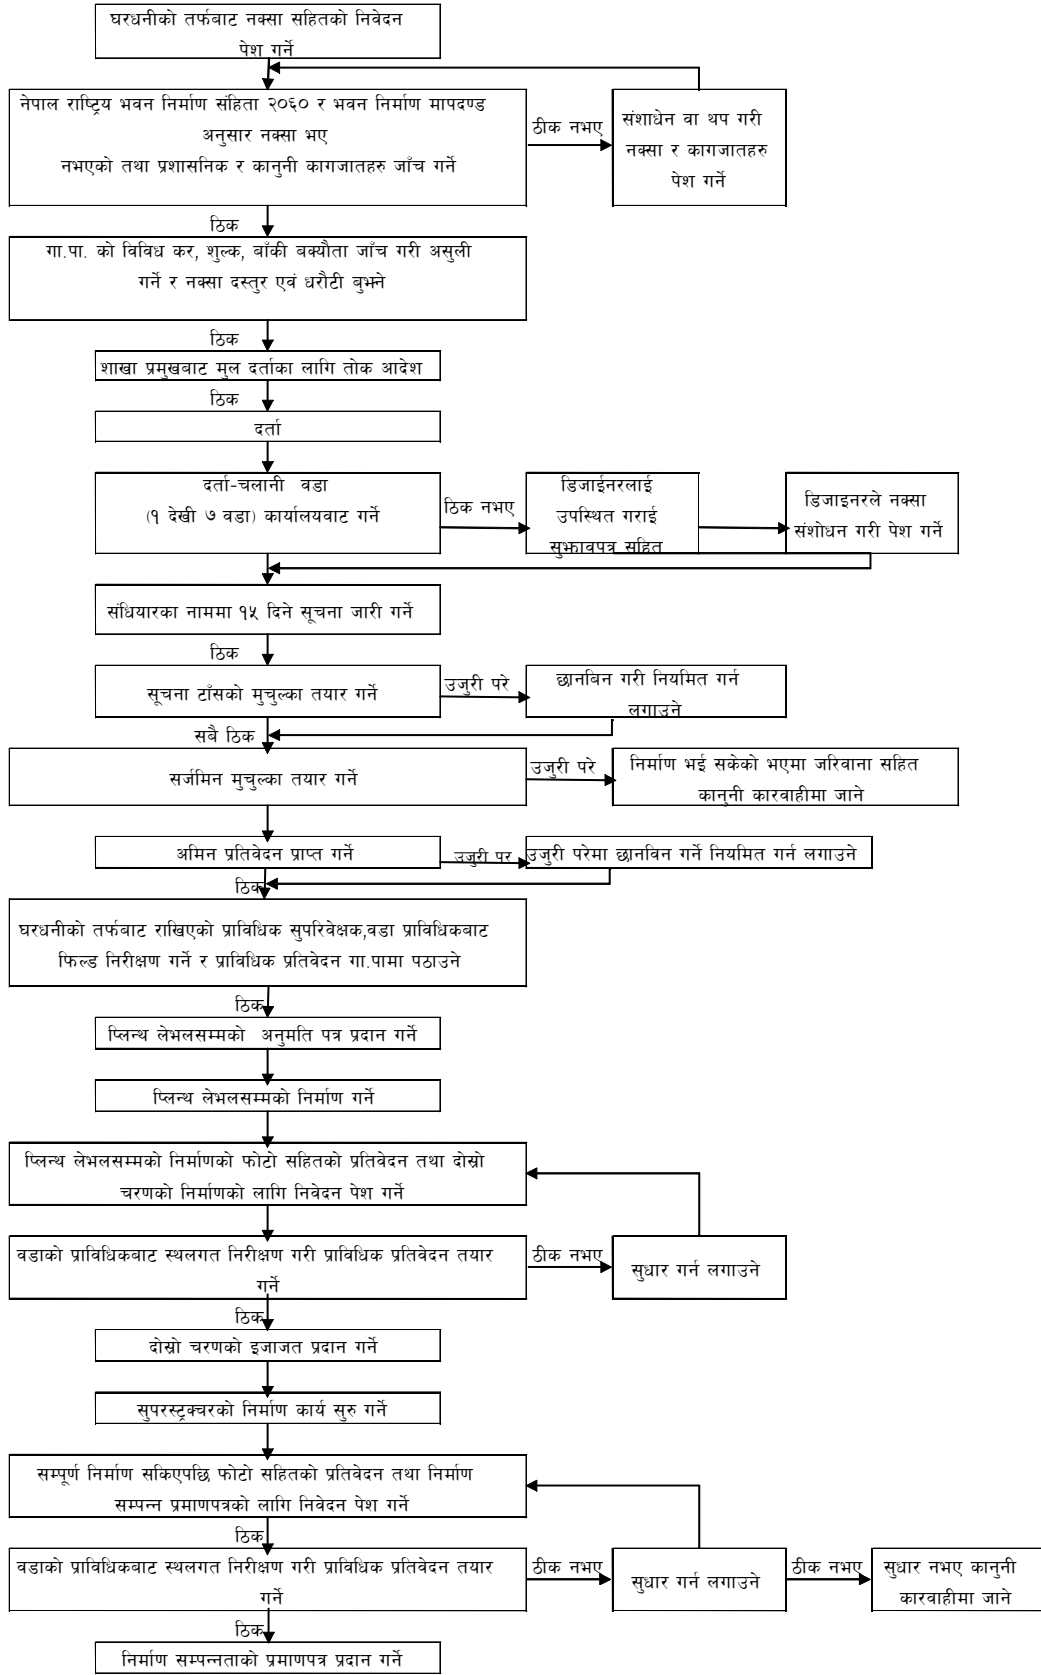 घरधनीको तर्फबाट नक्सा सहितको निवेदन
पेश गर्ने
नेपाल राष्ट्रिय भवन निर्माण संहिता २०६० र भवन निर्माण मापदण्ड
अनुसार नक्सा भए
नभएको तथा प्रशासनिक र कानुनी कागजातहरु जाँच गर्ने
ठीक नभए
संशाधेन वा थप गरी
नक्सा र कागजातहरु
पेश गर्ने
ठिक
गा.पा. को विविध कर, शुल्क, बाँकी बक्यौता जाँच गरी असुली
गर्ने र नक्सा दस्तुर एवं धरौटी बुझ्ने
ठिक
शाखा प्रमुखबाट मुल दर्ताका लागि तोक आदेश
ठिक
दर्ता
दर्ता-चलानी वडा
(१ देखी ७ वडा) कार्यालयवाट गर्ने
ठिक नभए
डिजाईनरलाई
उपस्थित गराई
सुझावपत्र सहित
डिजाइनरले नक्सा
संशोधन गरी पेश गर्ने
संधियारका नाममा १५ दिने सूचना जारी गर्ने
ठिक
सूचना टाँसको मुचुल्का तयार गर्ने
उजुरी परे
छानबिन गरी नियमित गर्न
लगाउने
सबै ठिक
सर्जमिन मुचुल्का तयार गर्ने
उजुरी परे
निर्माण भई सकेको भएमा जरिवाना सहित
कानुनी कारवाहीमा जाने
अमिन प्रतिवेदन प्राप्त गर्ने
उजुरी पर
उजुरी परेमा छानविन गर्ने नियमित गर्न लगाउने
ठिक
घरधनीको तर्फबाट राखिएको प्राविधिक सुपरिवेक्षक,वडा प्राविधिकबाट
फिल्ड निरीक्षण गर्ने र प्राविधिक प्रतिवेदन गा.पामा पठाउने
ठिक
प्लिन्थ लेभलसम्मको अनुमति पत्र प्रदान गर्ने
प्लिन्थ लेभलसम्मको निर्माण गर्ने
प्लिन्थ लेभलसम्मको निर्माणको फोटो सहितको प्रतिवेदन तथा दोस्रो
चरणको निर्माणको लागि निवेदन पेश गर्ने
वडाको प्राविधिकबाट स्थलगत निरीक्षण गरी प्राविधिक प्रतिवेदन तयार
गर्ने
ठीक नभए
सुधार गर्न लगाउने
ठिक
दोस्रो चरणको इजाजत प्रदान गर्ने
सुपरस्ट्रक्चरको निर्माण कार्य सुरु गर्ने
सम्पूर्ण निर्माण सकिएपछि फोटो सहितको प्रतिवेदन तथा निर्माण
सम्पन्न प्रमाणपत्रको लागि निवेदन पेश गर्ने
ठिक
वडाको प्राविधिकबाट स्थलगत निरीक्षण गरी प्राविधिक प्रतिवेदन तयार
गर्ने
ठीक नभए
सुधार गर्न लगाउने
ठीक नभए
सुधार नभए कानुनी
कारवाहीमा जाने
ठिक
निर्माण सम्पन्नताको प्रमाणपत्र प्रदान गर्ने